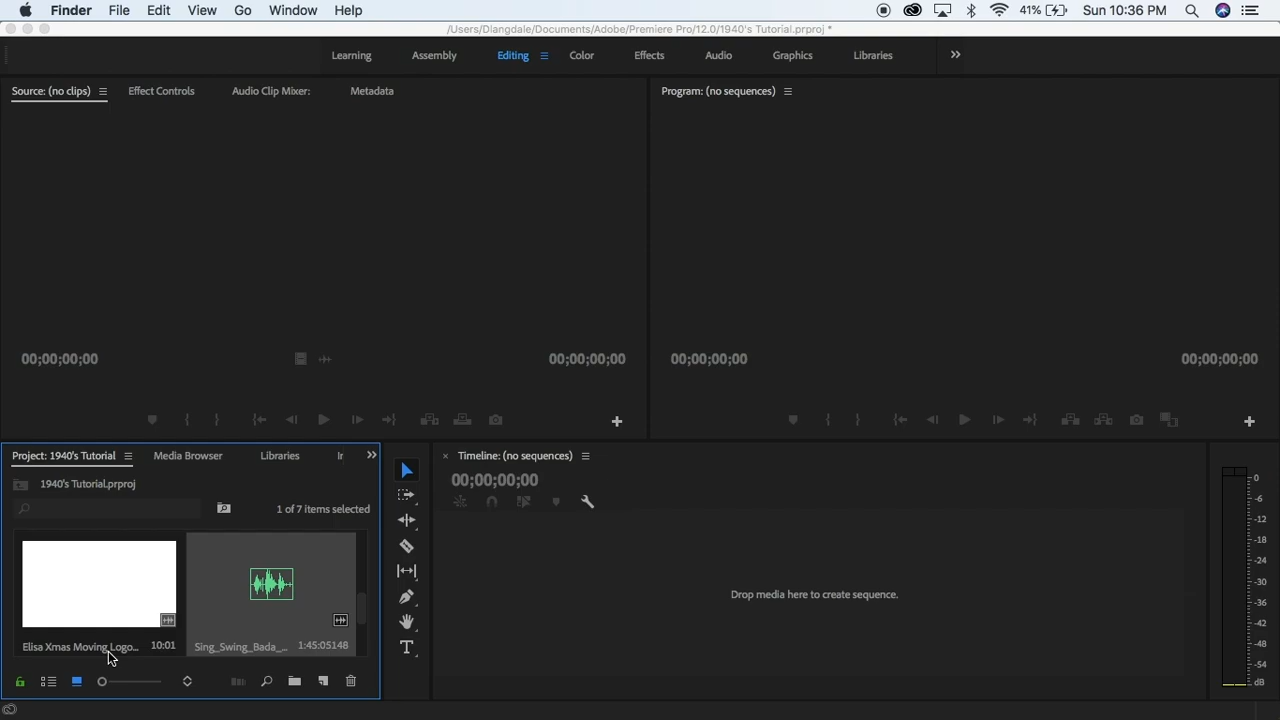 Finder File Edit View Go Window Help 41% Sun 10:36 PM
/Users/Dlangdale/Documents/Adobe/Premiere Pro/12.0/1940's Tutorial.prproj *
Learning Assembly Editing Color Effects Audio Graphics Libraries
Source: (no clips) Effect Controls Audio Clip Mixer: Metadata Program: (no sequences)
00;00;00;00 00;00;00;00 00;00;00;00 00;00;00;00
Project: 1940's Tutorial Media Browser Libraries Ir Timeline: (no sequences)
1940's Tutorial.prproj 00;00;00;00
1 of 7 items selected
Drop media here to create sequence.
Elisa Xmas Moving Logo... 10:01 Sing_Swing_Bada_... 1:45:05148
0
-6
-12
-18
-24
-30
-36
-42
-48
-54
dB